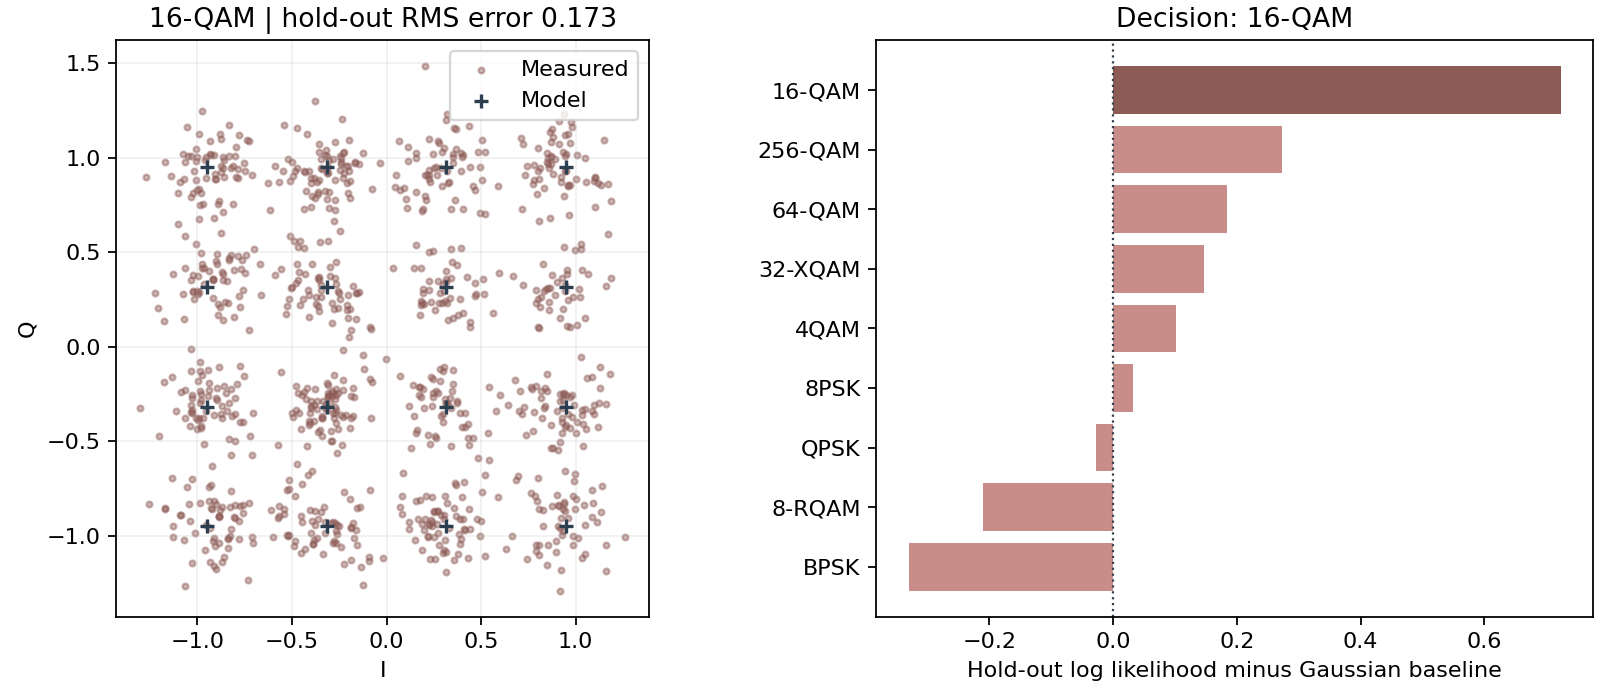 16-QAM | hold-out RMS error 0.173
Measured
Model
1.5
1.0
0.5
0.0
−0.5
−1.0
Q
−1.0
−0.5
0.0
0.5
1.0
I
Decision: 16-QAM
16-QAM
256-QAM
64-QAM
32-XQAM
4QAM
8PSK
QPSK
8-RQAM
BPSK
−0.2
0.0
0.2
0.4
0.6
Hold-out log likelihood minus Gaussian baseline